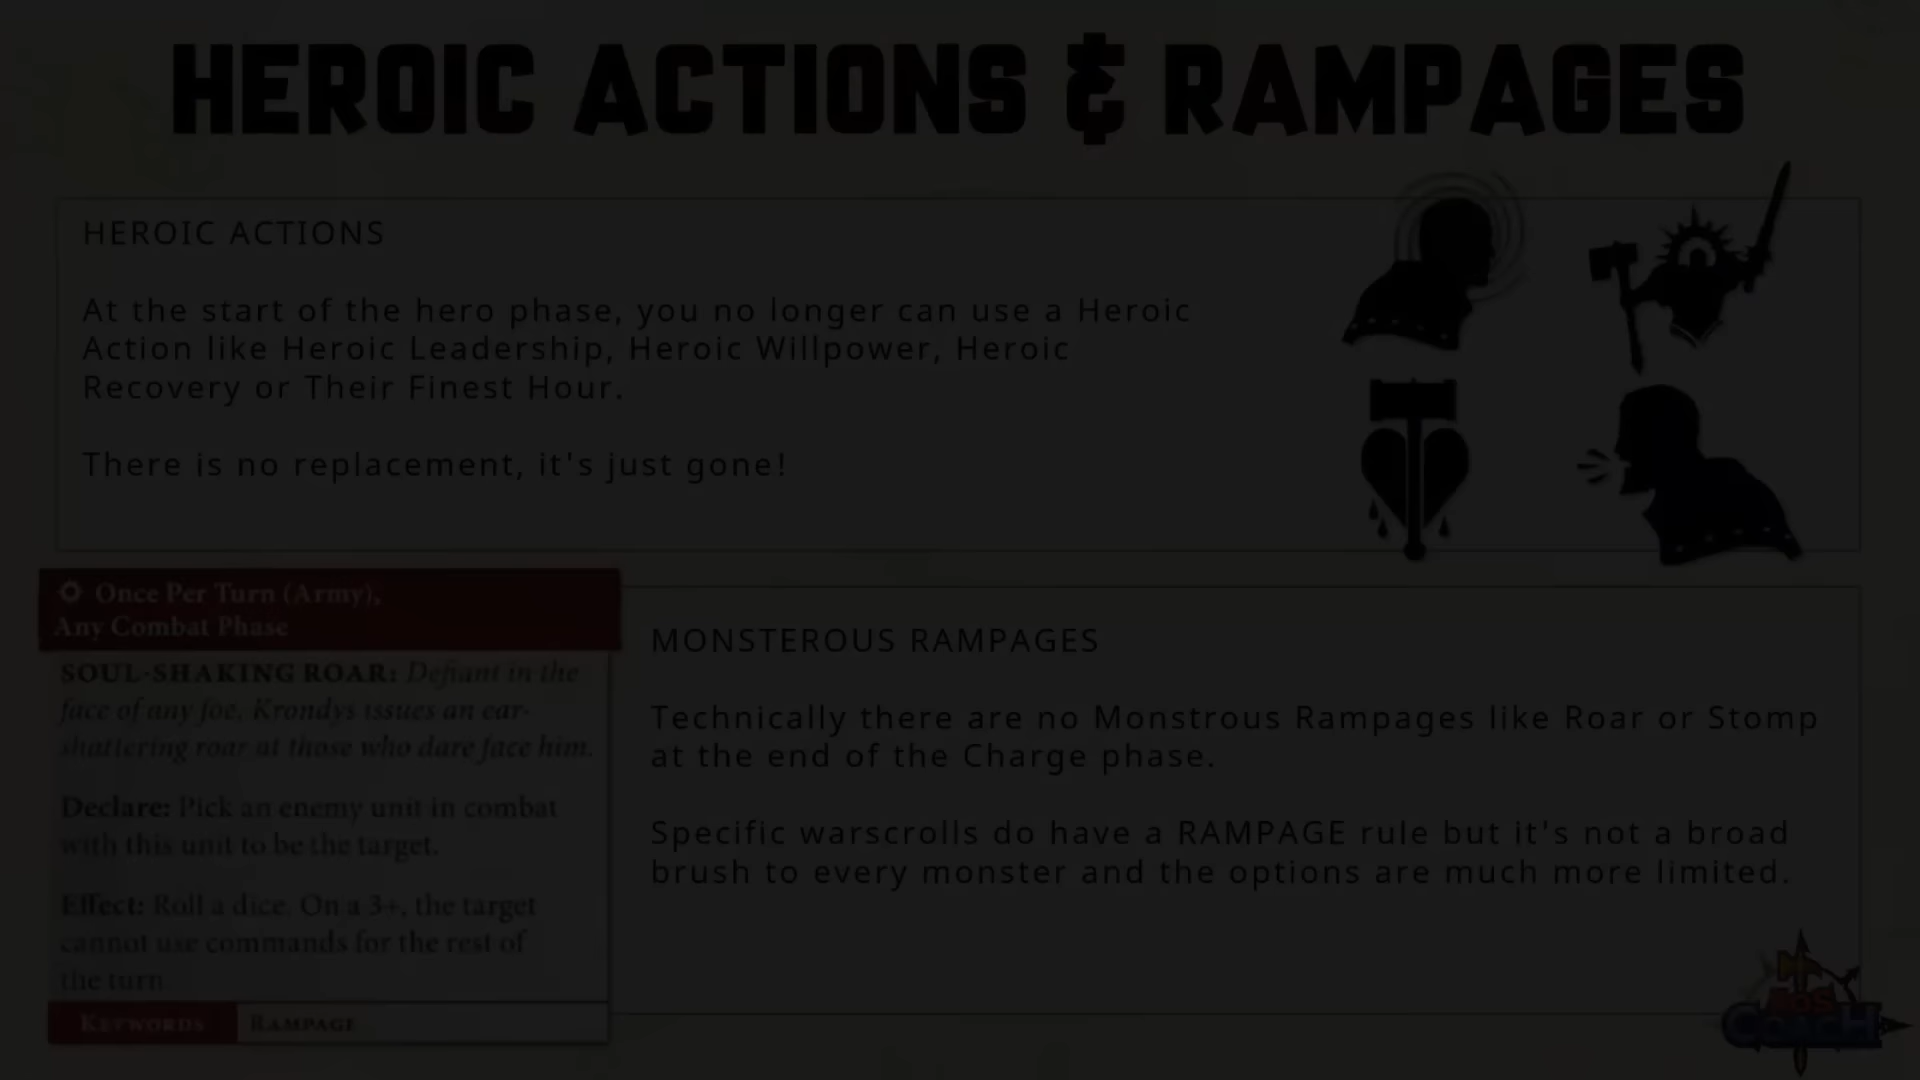 HEROIC ACTIONS & RAMPAGES
HEROIC ACTIONS
At the start of the hero phase, you no longer can use a Heroic
Action like Heroic Leadership, Heroic Willpower, Heroic
Recovery or Their Finest Hour.
There is no replacement, it's just gone!
Once Per Turn (Army),
Any Combat Phase
SOUL-SHAKING ROAR: Defiant in the
face of any foe, Krondys issues an ear-
shattering roar at those who dare face him.
Declare: Pick an enemy unit in combat
with this unit to be the target.
Effect: Roll a dice. On a 3+, the target
cannot use commands for the rest of
the turn.
KEYWORDS RAMPAGE
MONSTEROUS RAMPAGES
Technically there are no Monstrous Rampages like Roar or Stomp
at the end of the Charge phase.
Specific warscrolls do have a RAMPAGE rule but it's not a broad
brush to every monster and the options are much more limited.
AOS
COACH